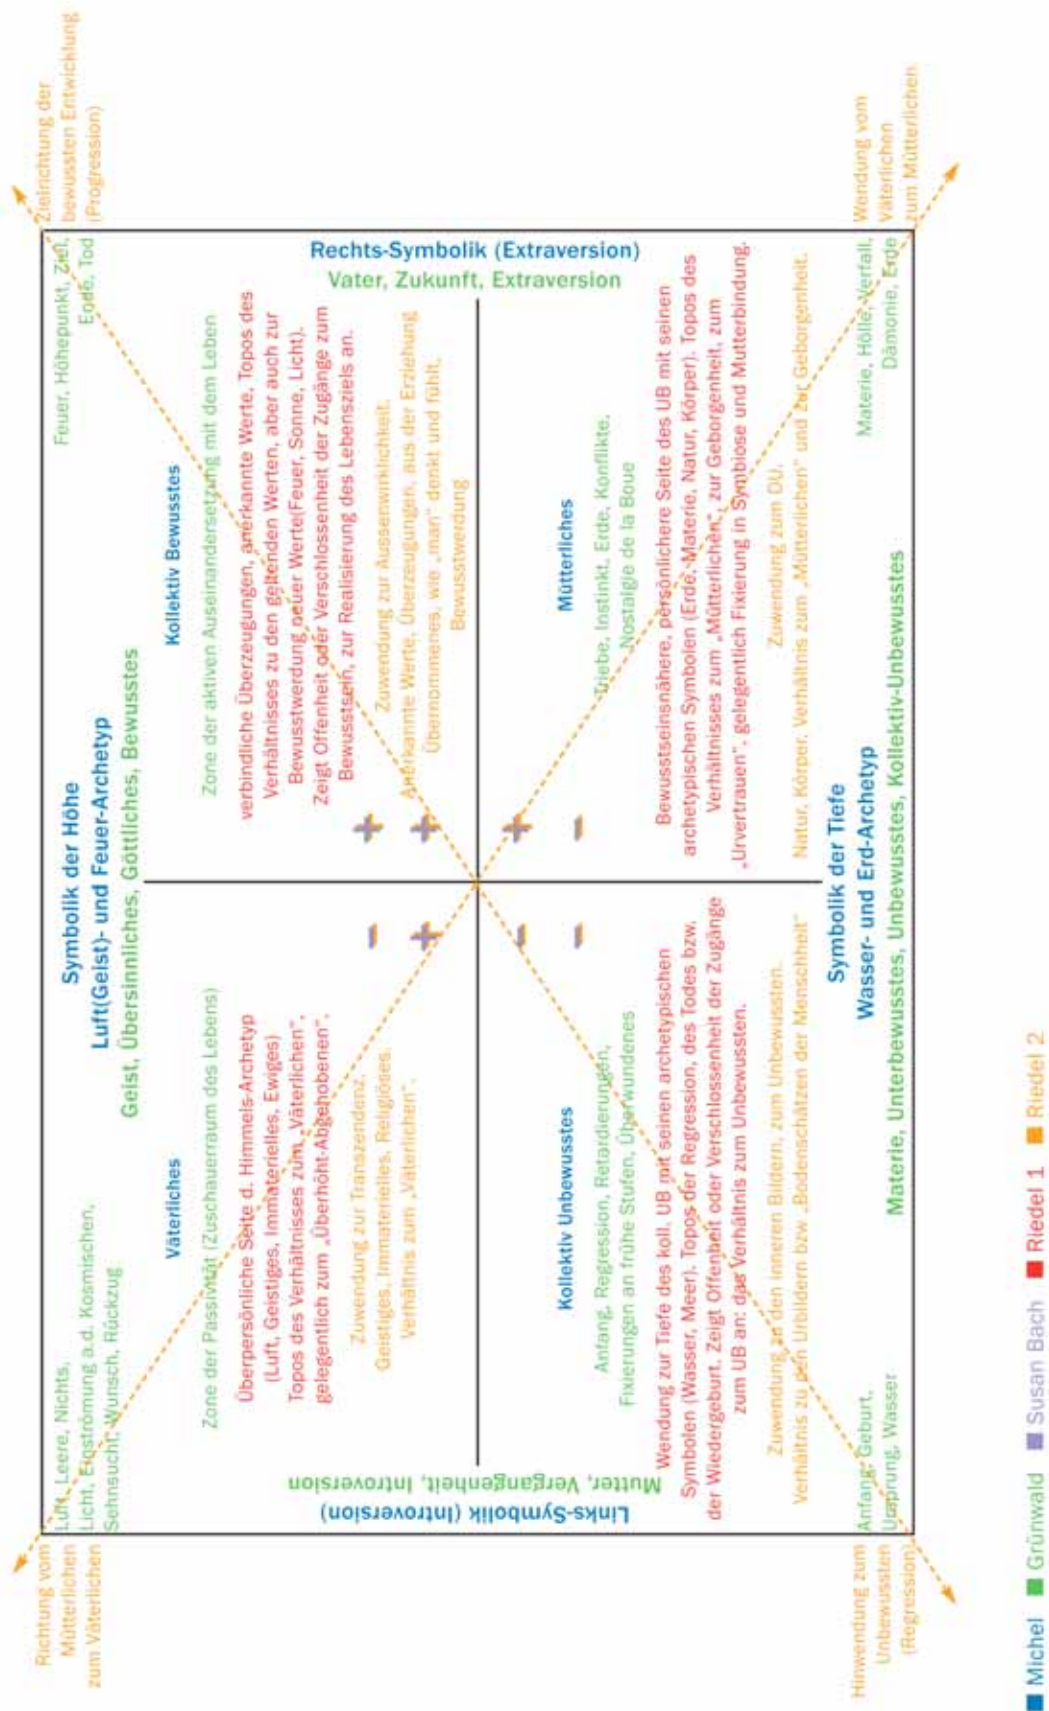 Richtung vom
Mütterlichen
zum Väterlichen
Luft, Leere, Nichts,
Licht, Einströmung a.d. Kosmischen,
Sehnsucht, Wunsch, Rückzug
Symbolik der Höhe
Luft(Geist)- und Feuer-Archetyp
Geist, Übersinnliches, Göttliches, Bewusstes
Feuer, Höhepunkt, Ziel,
Ende, Tod
Zielrichtung der
bewussten Entwicklung
(Progression)
Links-Symbolik (Introversion)
Mutter, Vergangenheit, Introversion
Väterliches
Zone der Passivität (Zuschauerraum des Lebens)
Überpersönliche Seite d. Himmels-Archetyp
(Luft, Geistiges, Immaterielles, Ewiges)
Topos des Verhältnisses zum „Väterlichen“,
gelegentlich zum „Überhöht-Abgehobenen“.
Zuwendung zur Transzendenz,
Geistiges, Immaterielles, Religiöses.
Verhältnis zum „Väterlichen“.
Kollektiv Bewusstes
Zone der aktiven Auseinandersetzung mit dem Leben
verbindliche Überzeugungen, anerkannte Werte, Topos des
Verhältnisses zu den geltenden Werten, aber auch zur
Bewusstwerdung neuer Werte(Feuer, Sonne, Licht).
Zeigt Offenheit oder Verschlossenheit der Zugänge zum
Bewusstsein, zur Realisierung des Lebensziels an.
Zuwendung zur Aussenwirklichkeit.
Anerkannte Werte, Überzeugungen, aus der Erziehung
Übernommenes, wie „man“ denkt und fühlt,
Bewusstwerdung
Rechts-Symbolik (Extraversion)
Vater, Zukunft, Extraversion
– +
+ +
– +
– –
Kollektiv Unbewusstes
Anfang, Regression, Retardierungen,
Fixierungen an frühe Stufen, Überwundenes
Wendung zur Tiefe des koll. UB mit seinen archetypischen
Symbolen (Wasser, Meer). Topos der Regression, des Todes bzw.
der Wiedergeburt. Zeigt Offenheit oder Verschlossenheit der Zugänge
zum UB an: das Verhältnis zum Unbewussten.
Zuwendung zu den inneren Bildern, zum Unbewussten.
Verhältnis zu den Urbildern bzw „Bodenschätzen der Menschheit“
Mütterliches
Triebe, Instinkt, Erde, Konflikte,
Nostalgie de la Boue
Bewusstseinsnähere, persönlichere Seite des UB mit seinen
archetypischen Symbolen (Erde, Materie, Natur, Körper). Topos des
Verhältnisses zum „Mütterlichen“, zur Geborgenheit, zum
„Urvertrauen“, gelegentlich Fixierung in Symbiose und Mutterbindung.
Zuwendung zum DU,
Natur, Körper, Verhältnis zum „Mütterlichen“ und zur Geborgenheit.
Hinwendung zum
Unbewussten
(Regression)
Anfang, Geburt,
Ursprung, Wasser
Symbolik der Tiefe
Wasser- und Erd-Archetyp
Materie, Unterbewusstes, Unbewusstes, Kollektiv-Unbewusstes
Materie, Hölle, Verfall,
Dämonie, Erde
Wendung vom
Väterlichen
zum Mütterlichen
Michel Grünwald Susan Bach Riedel 1 Riedel 2